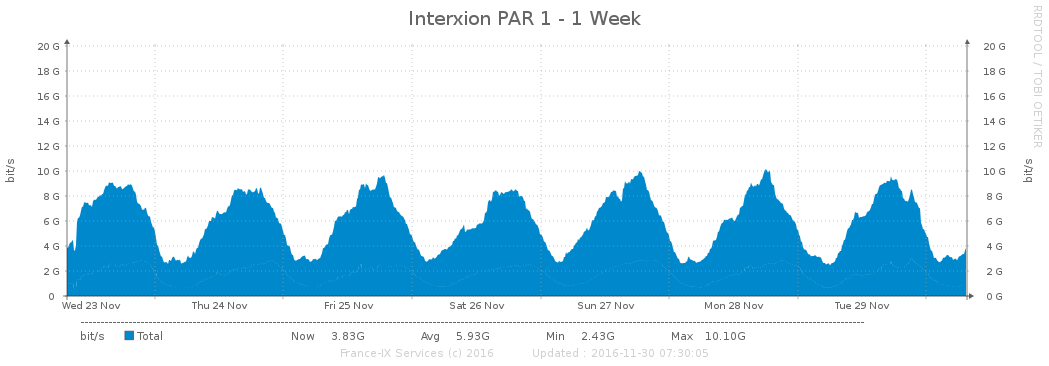 Interxion PAR 1 - 1 Week
RRDTOOL / TOBI OETIKER
20 G 20 G
18 G 18 G
16 G 16 G
14 G 14 G
12 G 12 G
10 G 10 G
8 G 8 G
6 G 6 G
4 G 4 G
2 G 2 G
0 0 G
bit/s bit/s
Wed 23 Nov Thu 24 Nov Fri 25 Nov Sat 26 Nov Sun 27 Nov Mon 28 Nov Tue 29 Nov
bit/s Total Now 3.83G Avg 5.93G Min 2.43G Max 10.10G
France-IX Services (c) 2016 Updated : 2016-11-30 07:30:05